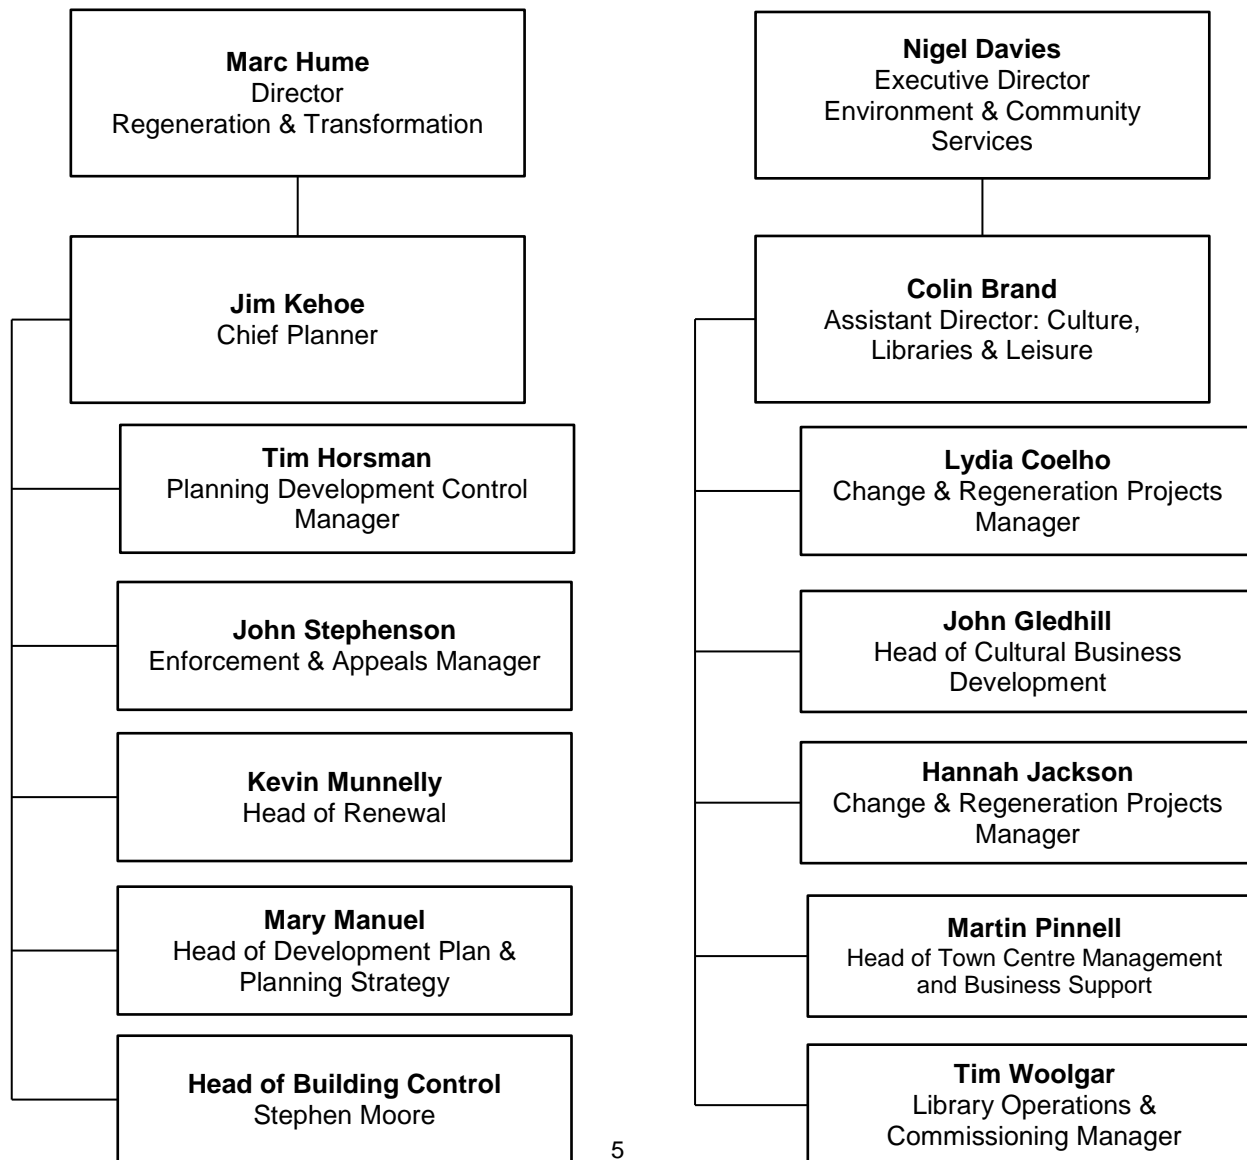 Marc Hume
Director
Regeneration & Transformation
Jim Kehoe
Chief Planner
Tim Horsman
Planning Development Control
Manager
John Stephenson
Enforcement & Appeals Manager
Kevin Munnelly
Head of Renewal
Mary Manuel
Head of Development Plan &
Planning Strategy
Head of Building Control
Stephen Moore
Nigel Davies
Executive Director
Environment & Community
Services
Colin Brand
Assistant Director: Culture,
Libraries & Leisure
Lydia Coelho
Change & Regeneration Projects
Manager
John Gledhill
Head of Cultural Business
Development
Hannah Jackson
Change & Regeneration Projects
Manager
Martin Pinnell
Head of Town Centre Management
and Business Support
Tim Woolgar
Library Operations &
Commissioning Manager
5